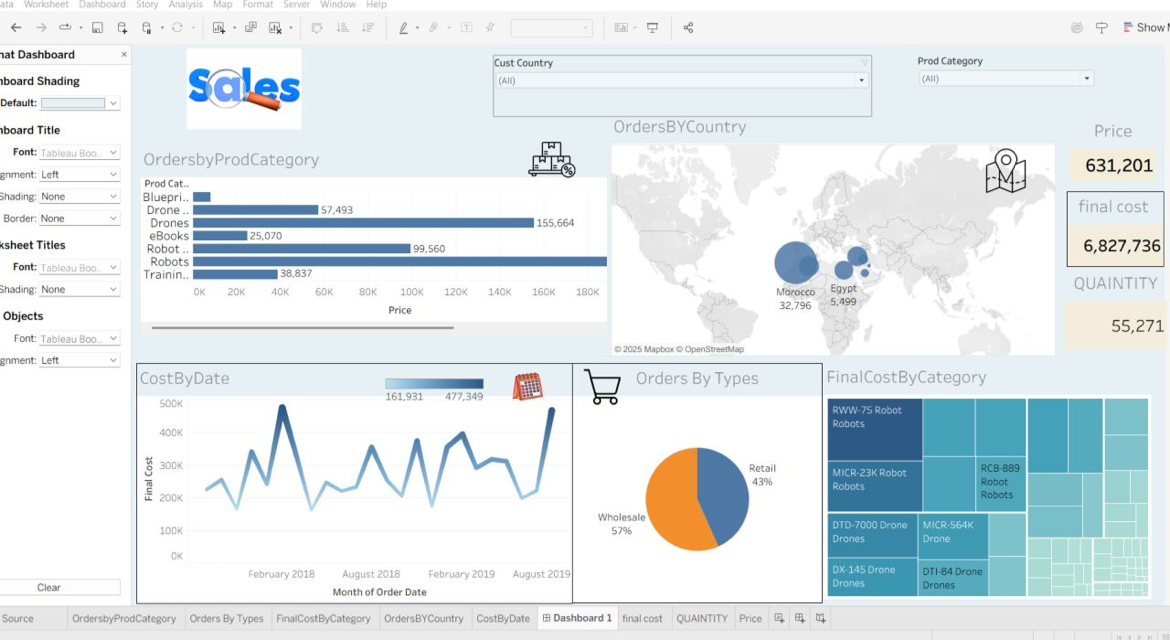 ata Worksheet Dashboard Story Analysis Map Format Server Window Help
Show M
nat Dashboard ×
hboard Shading
Default:
board Title
Font: Tableau Boo..
gnment: Left
Shading: None
Border: None
ksheet Titles
Font: Tableau Boo..
Shading: None
Objects
Font: Tableau Boo..
gnment: Left
Clear
Sales
Cust Country
(All)
Prod Category
(All)
OrdersbyProdCategory
Prod Cat..
Bluepri..
Drone .. 57,493
Drones 155,664
eBooks 25,070
Robot .. 99,560
Robots
Trainin.. 38,837
0K 20K 40K 60K 80K 100K 120K 140K 160K 180K
Price
OrdersBYCountry
Morocco
32,796
Egypt
5,499
© 2025 Mapbox © OpenStreetMap
Price
631,201
final cost
6,827,736
QUAINTITY
55,271
CostByDate
161,931 477,349
500K
400K
300K
200K
100K
0K
Final Cost
February 2018 August 2018 February 2019 August 2019
Month of Order Date
Orders By Types
Retail
43%
Wholesale
57%
FinalCostByCategory
RWW-75 Robot
Robots
MICR-23K Robot
Robots
RCB-889
Robot
Robots
DTD-7000 Drone
Drones
MICR-564K
Drone
DX-145 Drone
Drones
DTI-84 Drone
Drones
Source OrdersbyProdCategory Orders By Types FinalCostByCategory OrdersBYCountry CostByDate Dashboard 1 final cost QUAINTITY Price